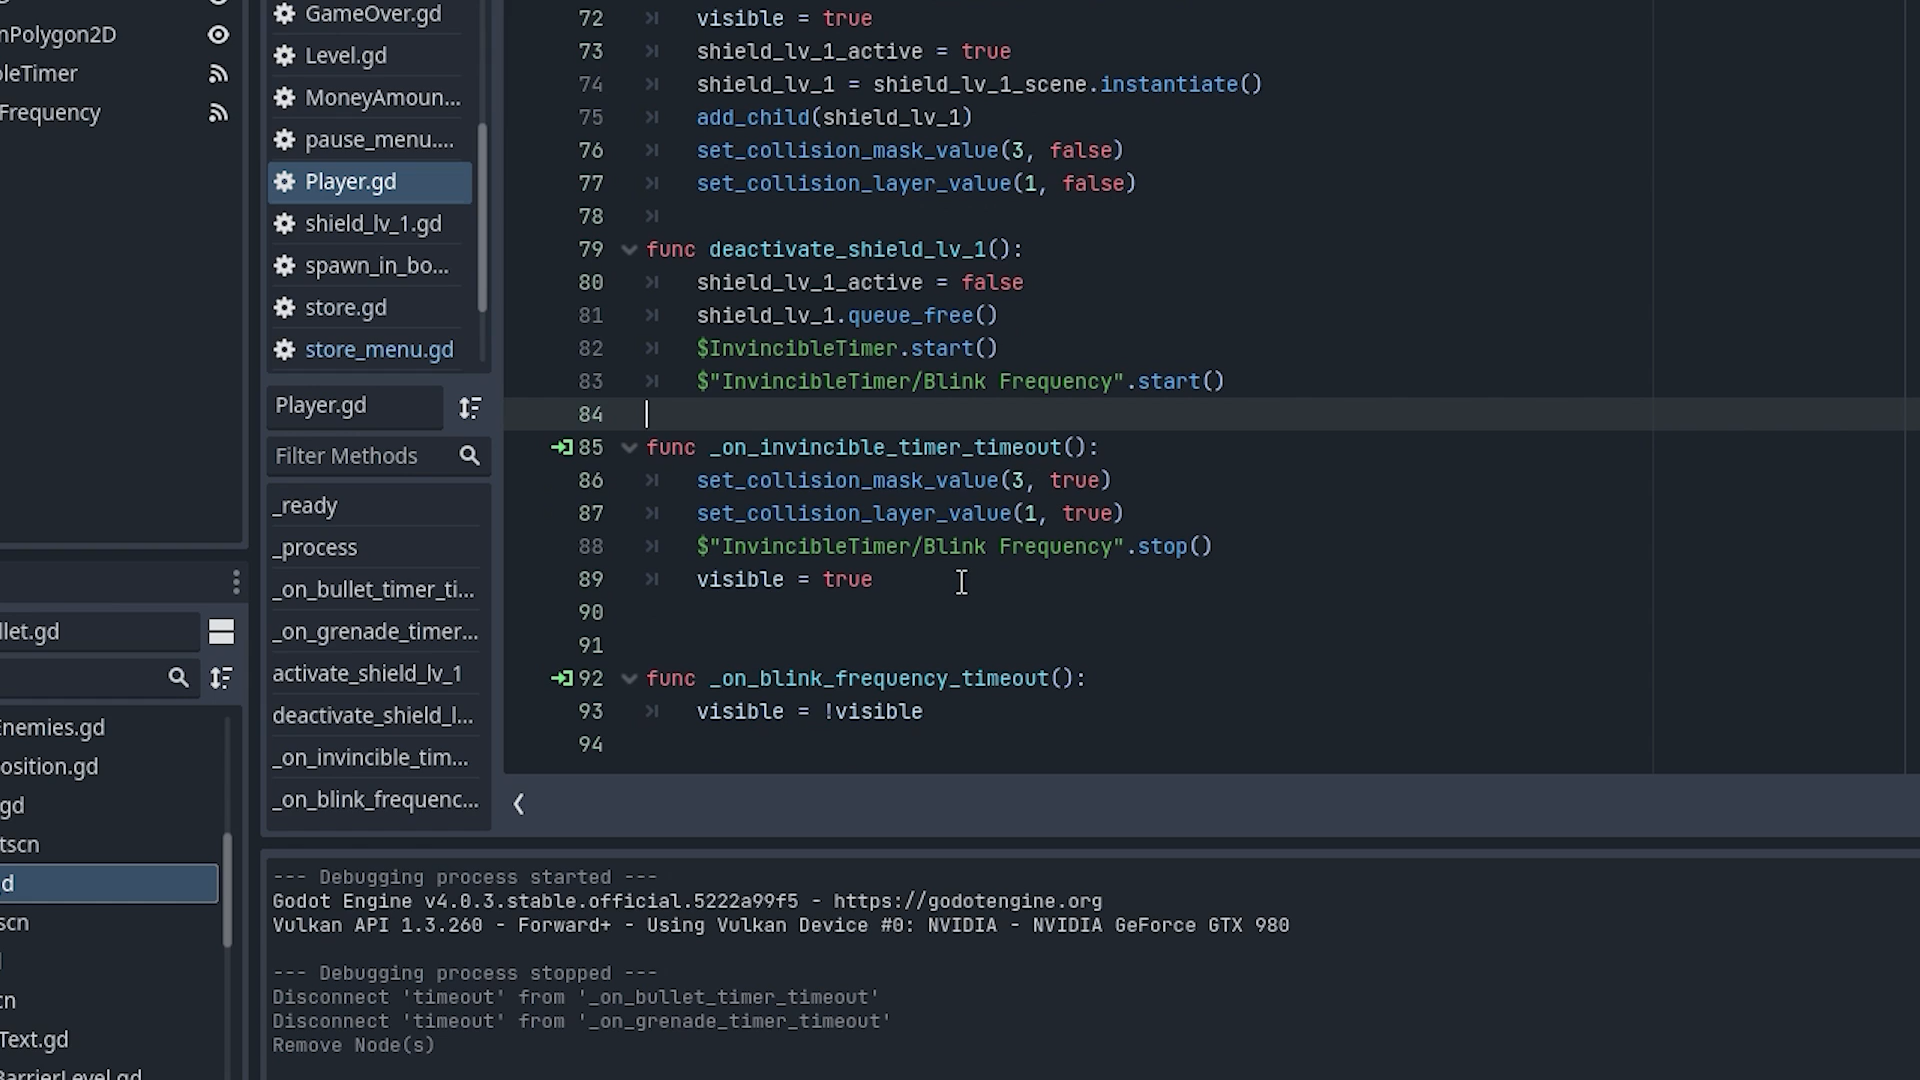 nPolygon2D
leTimer
Frequency
let.gd
Enemies.gd
osition.gd
gd
tscn
d
scn
cn
Text.gd
BarrierLevel.gd
GameOver.gd
Level.gd
MoneyAmoun...
pause_menu....
Player.gd
shield_lv_1.gd
spawn_in_bo...
store.gd
store_menu.gd
Player.gd
Filter Methods
_ready
_process
_on_bullet_timer_ti...
_on_grenade_timer...
activate_shield_lv_1
deactivate_shield_l...
_on_invincible_tim...
_on_blink_frequenc...
72 visible = true
73 shield_lv_1_active = true
74 shield_lv_1 = shield_lv_1_scene.instantiate()
75 add_child(shield_lv_1)
76 set_collision_mask_value(3, false)
77 set_collision_layer_value(1, false)
78
79 func deactivate_shield_lv_1():
80 shield_lv_1_active = false
81 shield_lv_1.queue_free()
82 $InvincibleTimer.start()
83 $"InvincibleTimer/Blink Frequency".start()
84
85 func _on_invincible_timer_timeout():
86 set_collision_mask_value(3, true)
87 set_collision_layer_value(1, true)
88 $"InvincibleTimer/Blink Frequency".stop()
89 visible = true
90
91
92 func _on_blink_frequency_timeout():
93 visible = !visible
94
--- Debugging process started ---
Godot Engine v4.0.3.stable.official.5222a99f5 - https://godotengine.org
Vulkan API 1.3.260 - Forward+ - Using Vulkan Device #0: NVIDIA - NVIDIA GeForce GTX 980
--- Debugging process stopped ---
Disconnect 'timeout' from '_on_bullet_timer_timeout'
Disconnect 'timeout' from '_on_grenade_timer_timeout'
Remove Node(s)